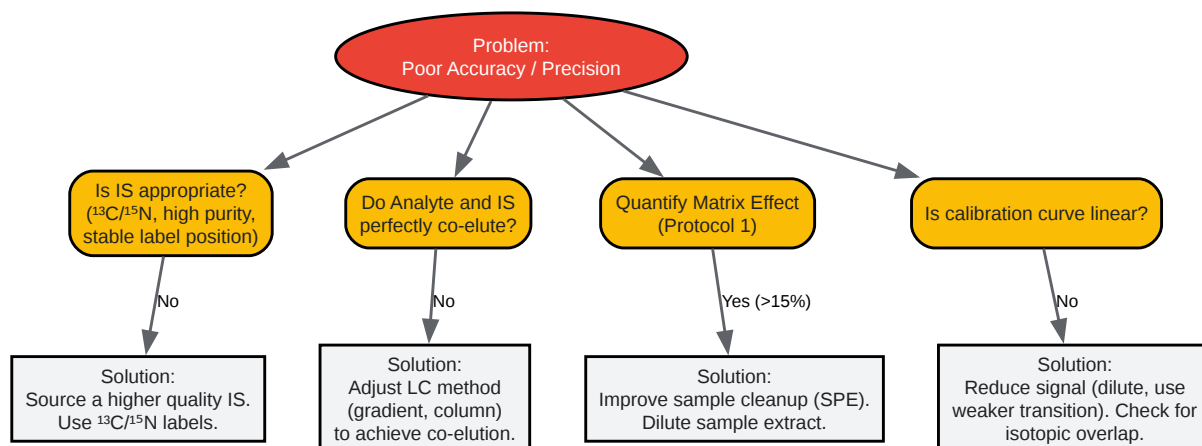 Problem:
Poor Accuracy / Precision
Is IS appropriate?
(¹³C/¹⁵N, high purity,
stable label position)
Do Analyte and IS
perfectly co-elute?
Quantify Matrix Effect
(Protocol 1)
Is calibration curve linear?
No
No
Yes (>15%)
No
Solution:
Source a higher quality IS.
Use ¹³C/¹⁵N labels.
Solution:
Adjust LC method
(gradient, column)
to achieve co-elution.
Solution:
Improve sample cleanup (SPE).
Dilute sample extract.
Solution:
Reduce signal (dilute, use
weaker transition). Check for
isotopic overlap.